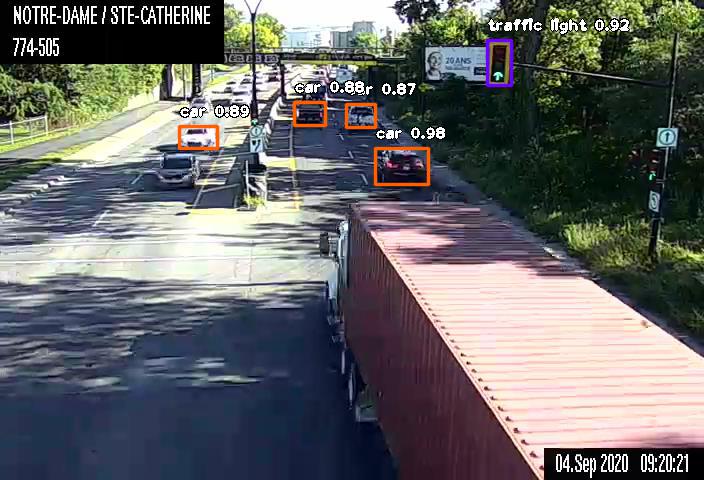 NOTRE-DAME / STE-CATHERINE
774-505
traffic light 0.92
car 0.88
car 0.87
car 0.89
car 0.98
20 ANS
04.Sep 2020 09:20:21